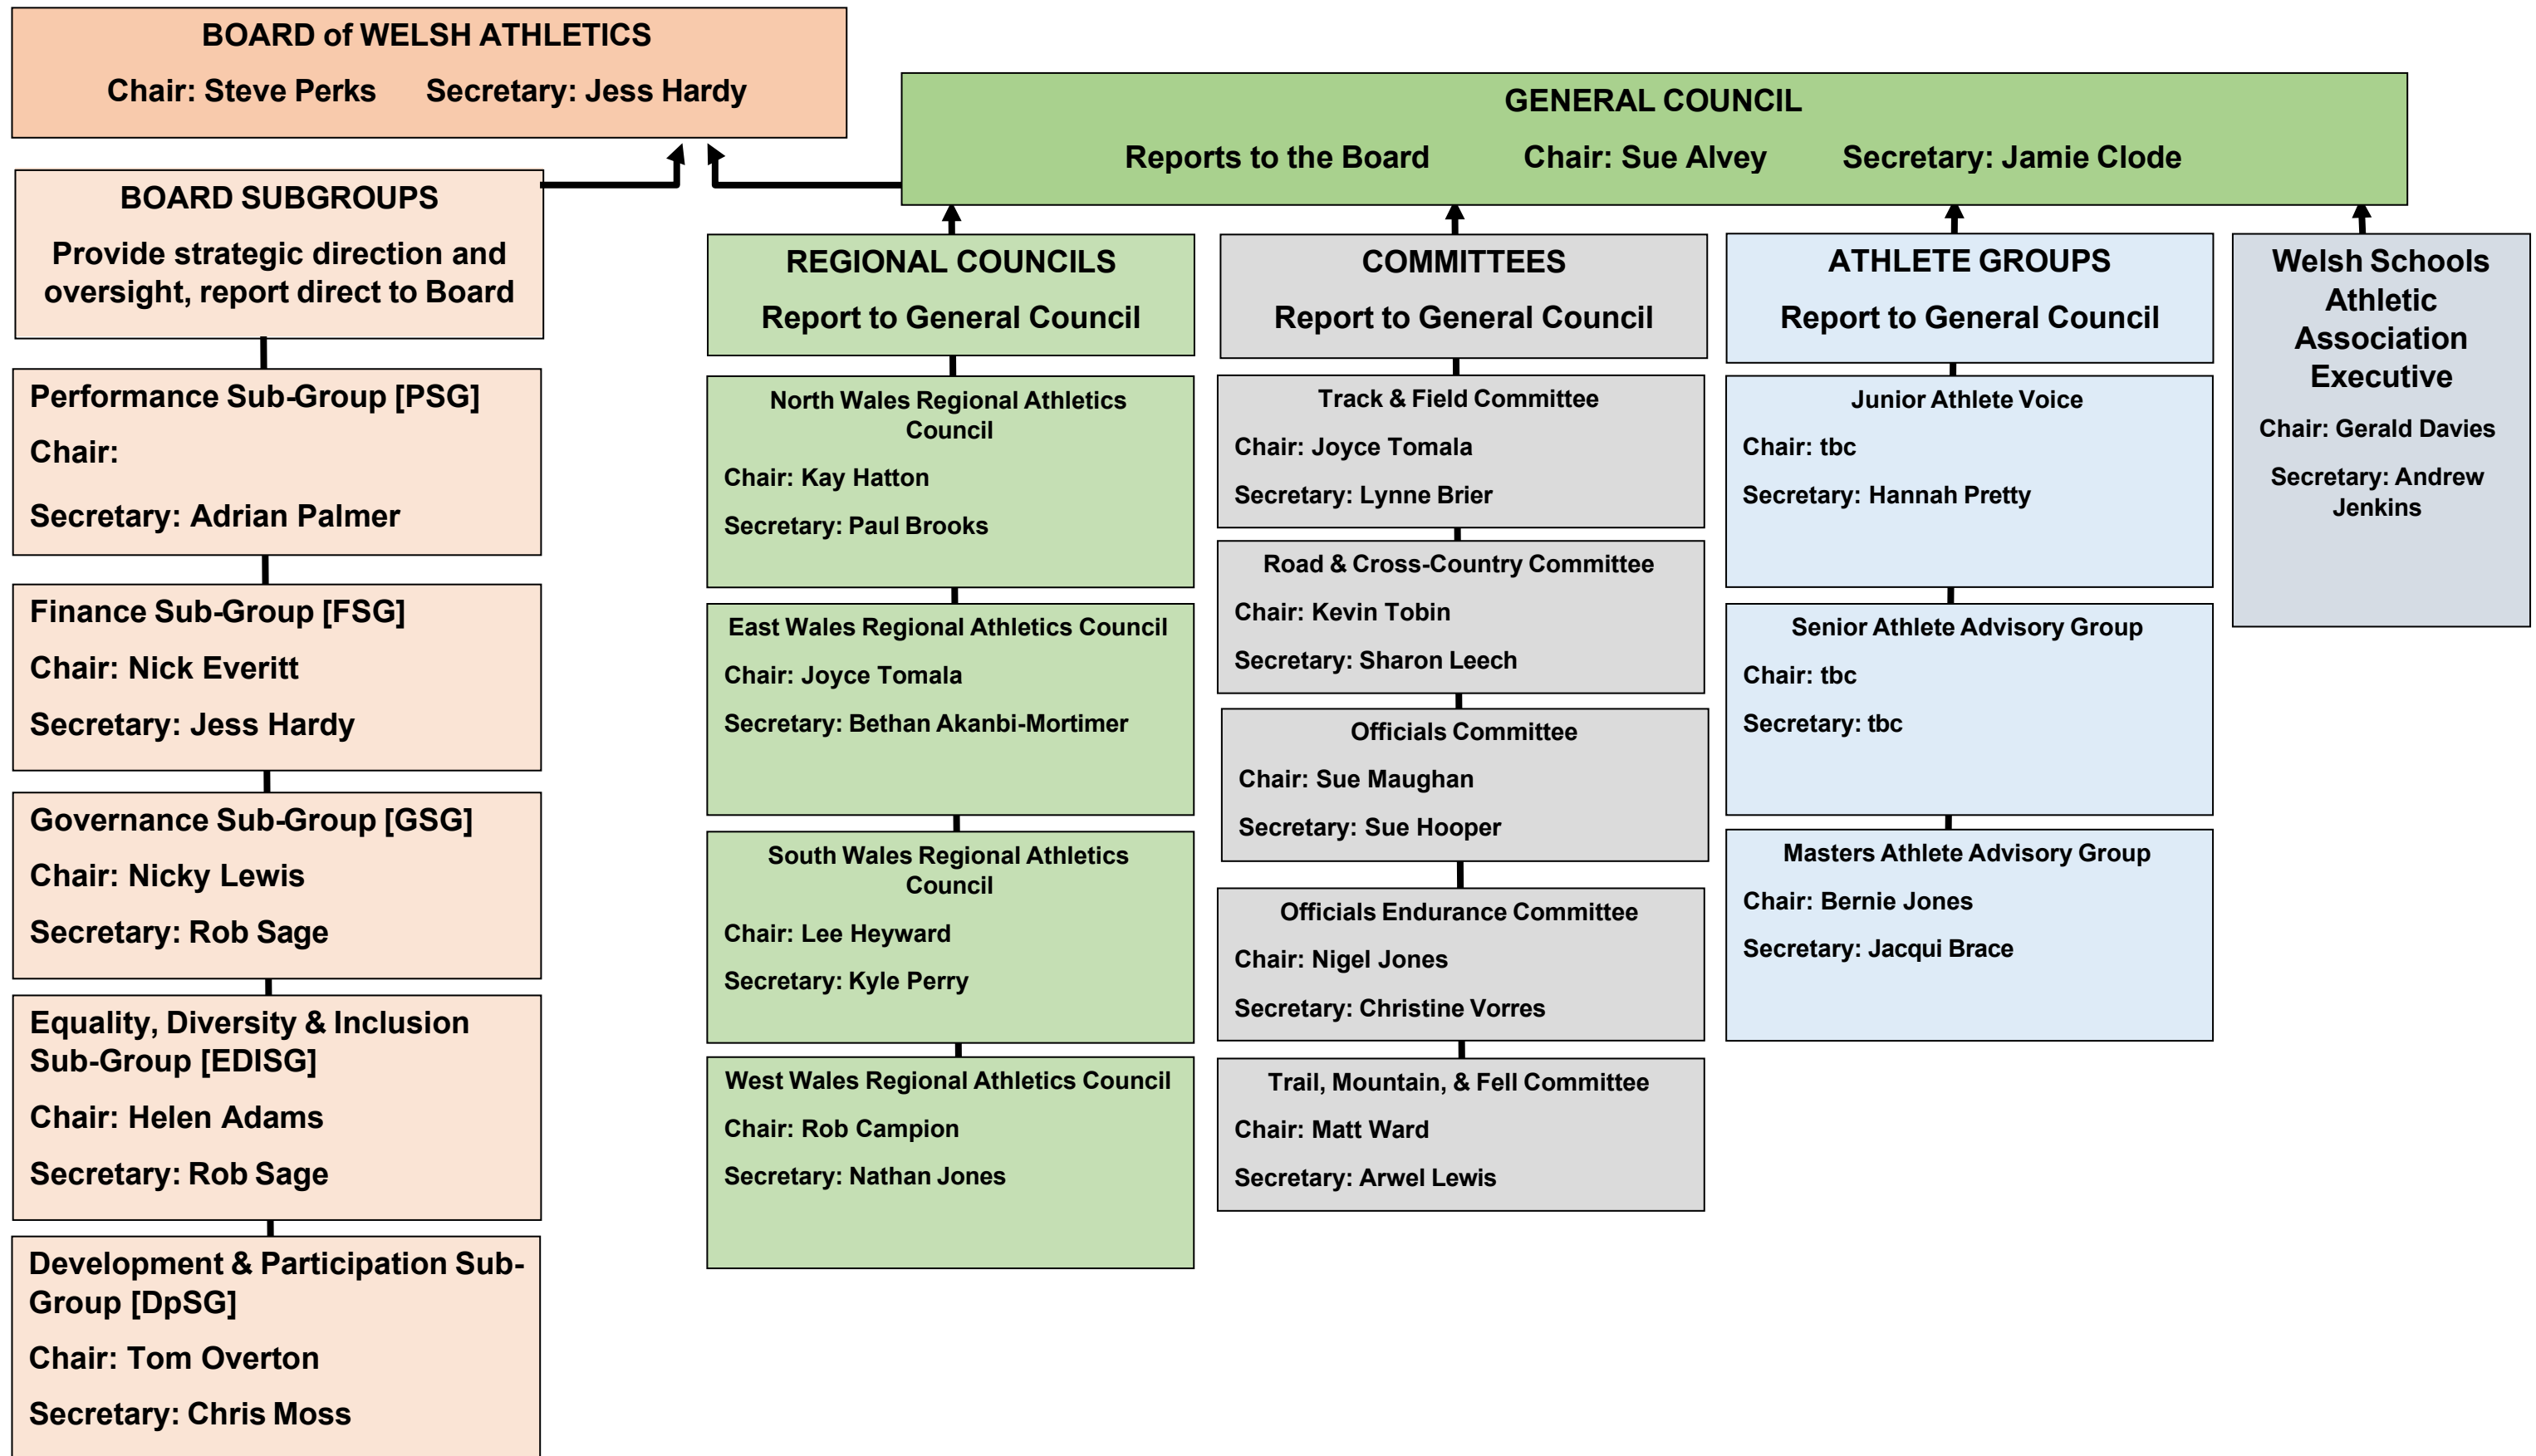 BOARD of WELSH ATHLETICS
Chair: Steve Perks Secretary: Jess Hardy
GENERAL COUNCIL
Reports to the Board Chair: Sue Alvey Secretary: Jamie Clode
BOARD SUBGROUPS
Provide strategic direction and
oversight, report direct to Board
Performance Sub-Group [PSG]
Chair:
Secretary: Adrian Palmer
Finance Sub-Group [FSG]
Chair: Nick Everitt
Secretary: Jess Hardy
Governance Sub-Group [GSG]
Chair: Nicky Lewis
Secretary: Rob Sage
Equality, Diversity & Inclusion
Sub-Group [EDISG]
Chair: Helen Adams
Secretary: Rob Sage
Development & Participation Sub-
Group [DpSG]
Chair: Tom Overton
Secretary: Chris Moss
REGIONAL COUNCILS
Report to General Council
North Wales Regional Athletics
Council
Chair: Kay Hatton
Secretary: Paul Brooks
East Wales Regional Athletics Council
Chair: Joyce Tomala
Secretary: Bethan Akanbi-Mortimer
South Wales Regional Athletics
Council
Chair: Lee Heyward
Secretary: Kyle Perry
West Wales Regional Athletics Council
Chair: Rob Campion
Secretary: Nathan Jones
COMMITTEES
Report to General Council
Track & Field Committee
Chair: Joyce Tomala
Secretary: Lynne Brier
Road & Cross-Country Committee
Chair: Kevin Tobin
Secretary: Sharon Leech
Officials Committee
Chair: Sue Maughan
Secretary: Sue Hooper
Officials Endurance Committee
Chair: Nigel Jones
Secretary: Christine Vorres
Trail, Mountain, & Fell Committee
Chair: Matt Ward
Secretary: Arwel Lewis
ATHLETE GROUPS
Report to General Council
Junior Athlete Voice
Chair: tbc
Secretary: Hannah Pretty
Senior Athlete Advisory Group
Chair: tbc
Secretary: tbc
Masters Athlete Advisory Group
Chair: Bernie Jones
Secretary: Jacqui Brace
Welsh Schools
Athletic
Association
Executive
Chair: Gerald Davies
Secretary: Andrew
Jenkins